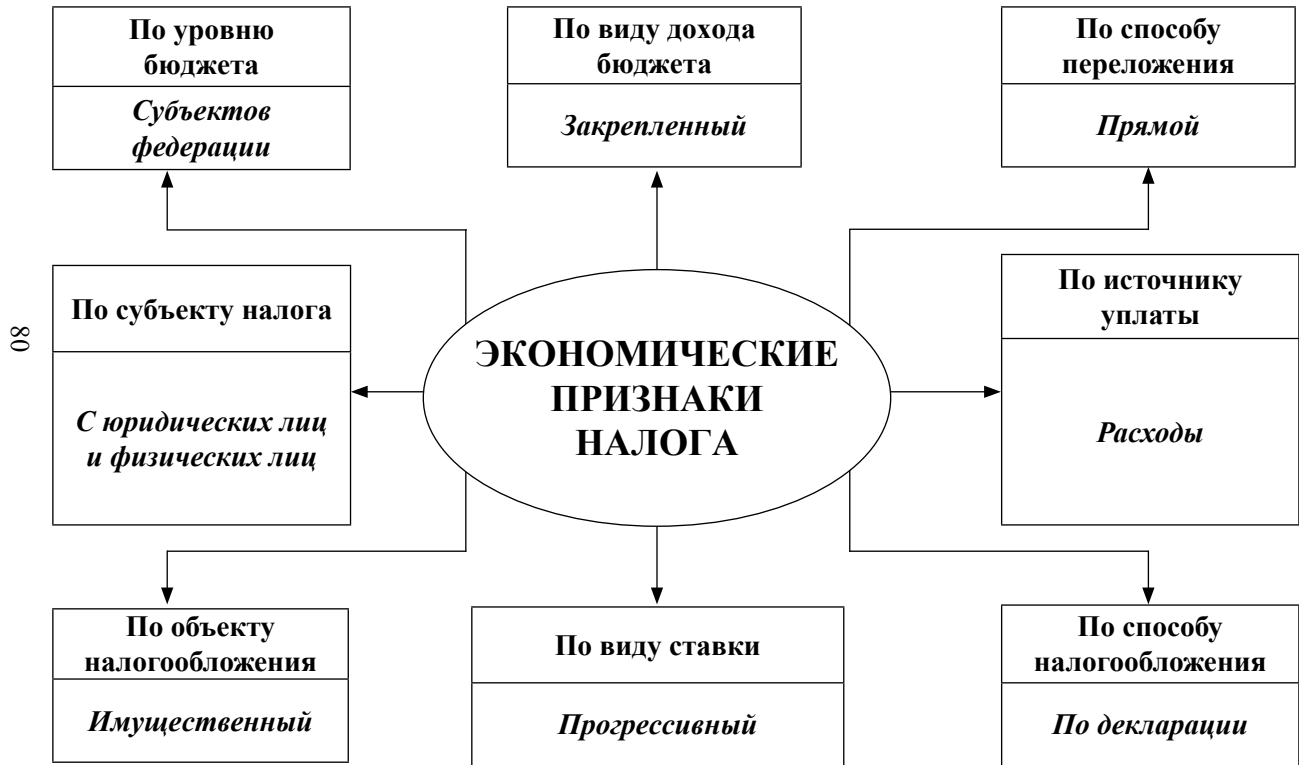 По уровню
бюджета
Субъектов
федерации
По виду дохода
бюджета
Закрепленный
По способу
переложения
Прямой
По субъекту налога
С юридических лиц
и физических лиц
ЭКОНОМИЧЕСКИЕ
ПРИЗНАКИ
НАЛОГА
По источнику
уплаты
Расходы
По объекту
налогообложения
Имущественный
По виду ставки
Прогрессивный
По способу
налогообложения
По декларации
80